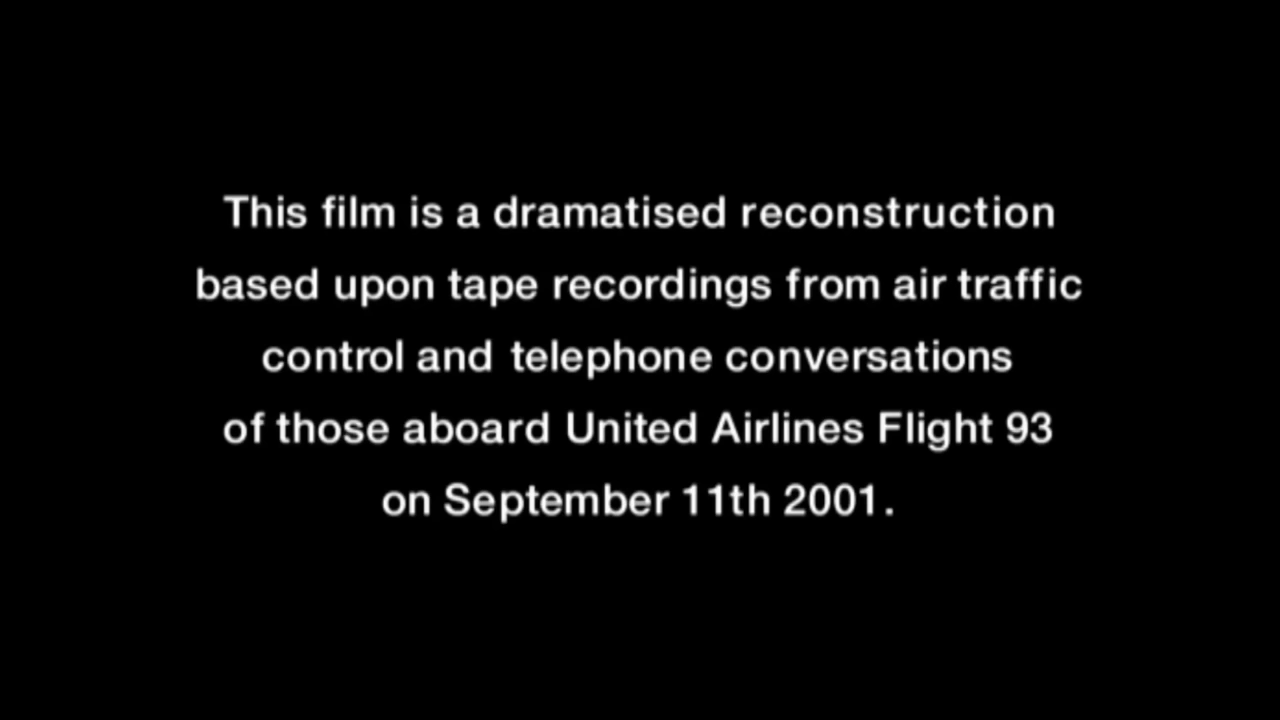 This film is a dramatised reconstruction
based upon tape recordings from air traffic
control and telephone conversations
of those aboard United Airlines Flight 93
on September 11th 2001.